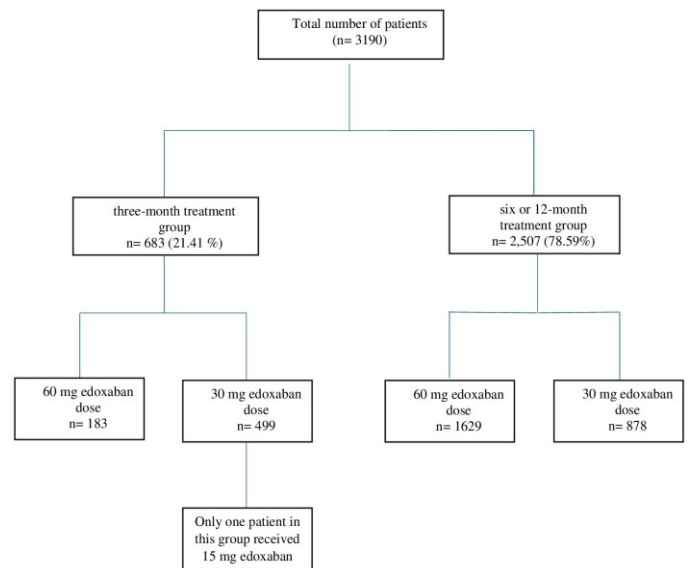 Total number of patients
(n= 3190)
three-month treatment
group
n= 683 (21.41 %)
six or 12-month
treatment group
n= 2,507 (78.59%)
60 mg edoxaban
dose
n= 183
30 mg edoxaban
dose
n= 499
60 mg edoxaban
dose
n= 1629
30 mg edoxaban
dose
n= 878
Only one patient in
this group received
15 mg edoxaban